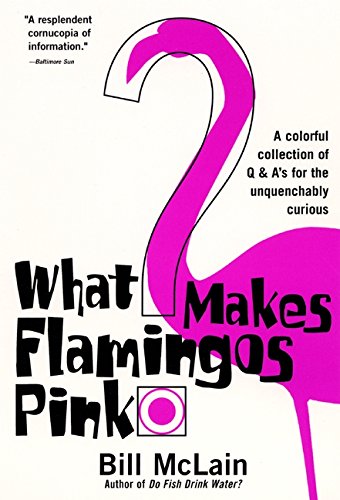 "A resplendent
cornucopia of
information."
—Baltimore Sun
A colorful
collection of
Q & A's for the
unquenchably
curious
What Makes
Flamingos
Pink?
Bill McLain
Author of Do Fish Drink Water?